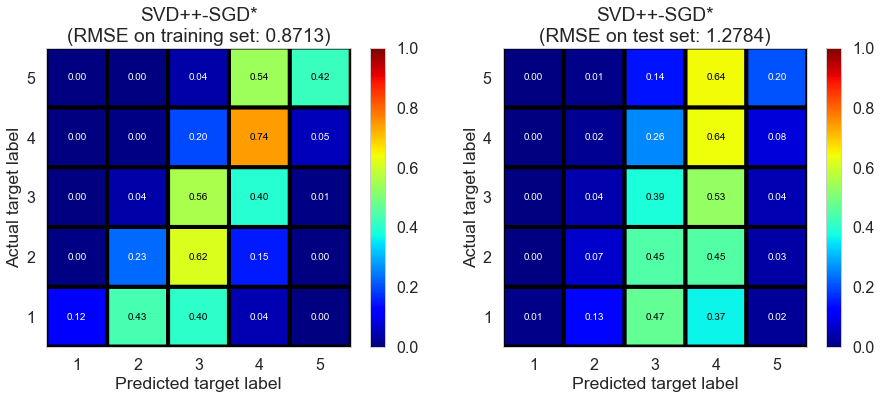 SVD++-SGD*
(RMSE on training set: 0.8713)
Actual target label
5 0.00 0.00 0.04 0.54 0.42
4 0.00 0.00 0.20 0.74 0.05
3 0.00 0.04 0.56 0.40 0.01
2 0.00 0.23 0.62 0.15 0.00
1 0.12 0.43 0.40 0.04 0.00
1 2 3 4 5
Predicted target label
1.0
0.8
0.6
0.4
0.2
0.0
SVD++-SGD*
(RMSE on test set: 1.2784)
Actual target label
5 0.00 0.01 0.14 0.64 0.20
4 0.00 0.02 0.26 0.64 0.08
3 0.00 0.04 0.39 0.53 0.04
2 0.00 0.07 0.45 0.45 0.03
1 0.01 0.13 0.47 0.37 0.02
1 2 3 4 5
Predicted target label
1.0
0.8
0.6
0.4
0.2
0.0